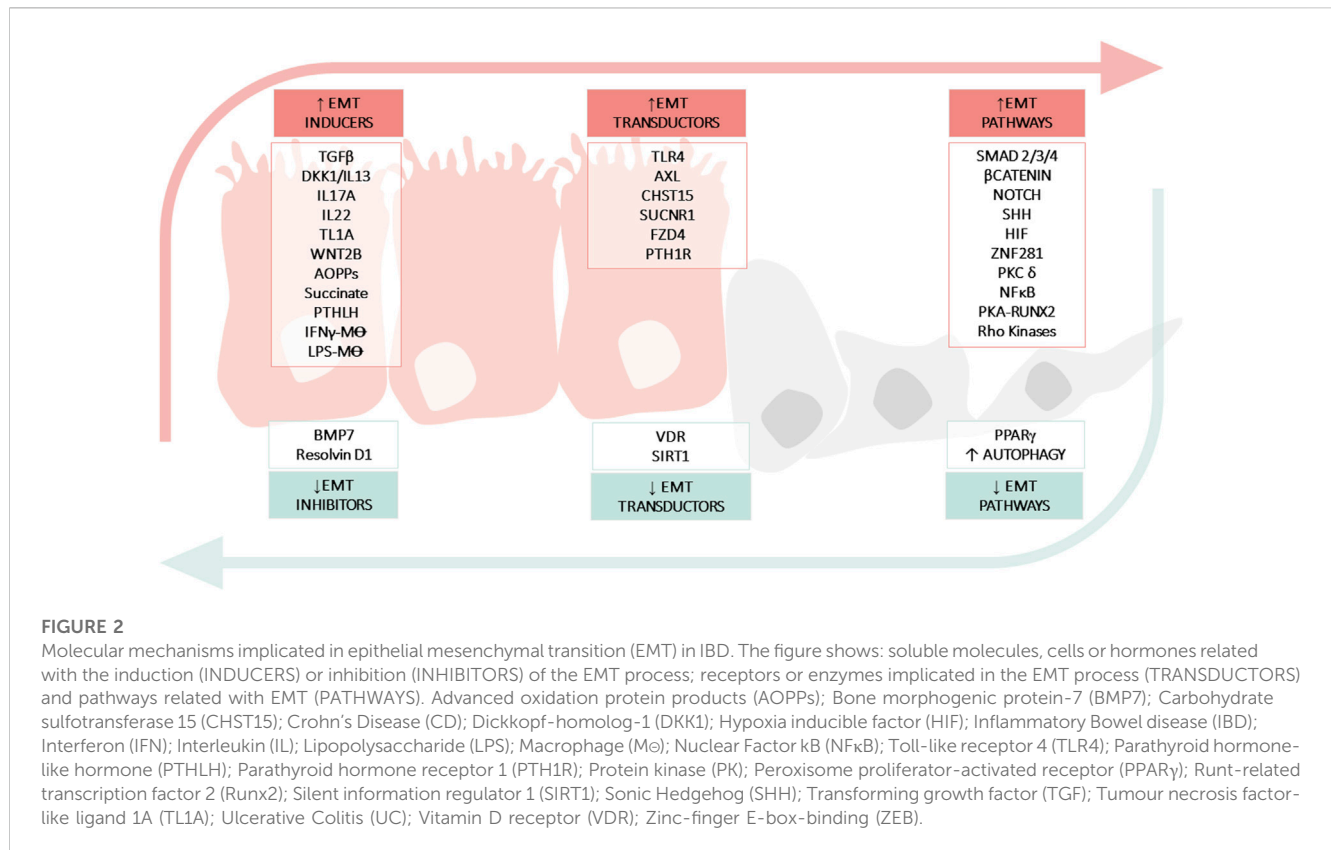 ↑ EMT
INDUCERS
TGFβ
DKK1/IL13
IL17A
IL22
TL1A
WNT2B
AOPPs
Succinate
PTHLH
IFNγ-MΘ
LPS-MΘ
↑EMT
TRANSDUCTORS
TLR4
AXL
CHST15
SUCNR1
FZD4
PTH1R
↑EMT
PATHWAYS
SMAD 2/3/4
βCATENIN
NOTCH
SHH
HIF
ZNF281
PKC δ
NFκB
PKA-RUNX2
Rho Kinases
BMP7
Resolvin D1
↓EMT
INHIBITORS
VDR
SIRT1
↓ EMT
TRANSDUCTORS
PPARγ
↑ AUTOPHAGY
↓ EMT
PATHWAYS
FIGURE 2
Molecular mechanisms implicated in epithelial mesenchymal transition (EMT) in IBD. The figure shows: soluble molecules, cells or hormones related
with the induction (INDUCERS) or inhibition (INHIBITORS) of the EMT process; receptors or enzymes implicated in the EMT process (TRANSDUCTORS)
and pathways related with EMT (PATHWAYS). Advanced oxidation protein products (AOPPs); Bone morphogenic protein-7 (BMP7); Carbohydrate
sulfotransferase 15 (CHST15); Crohn's Disease (CD); Dickkopf-homolog-1 (DKK1); Hypoxia inducible factor (HIF); Inflammatory Bowel disease (IBD);
Interferon (IFN); Interleukin (IL); Lipopolysaccharide (LPS); Macrophage (M⊝); Nuclear Factor kB (NFκB); Toll-like receptor 4 (TLR4); Parathyroid hormone-
like hormone (PTHLH); Parathyroid hormone receptor 1 (PTH1R); Protein kinase (PK); Peroxisome proliferator-activated receptor (PPARγ); Runt-related
transcription factor 2 (Runx2); Silent information regulator 1 (SIRT1); Sonic Hedgehog (SHH); Transforming growth factor (TGF); Tumour necrosis factor-
like ligand 1A (TL1A); Ulcerative Colitis (UC); Vitamin D receptor (VDR); Zinc-finger E-box-binding (ZEB).